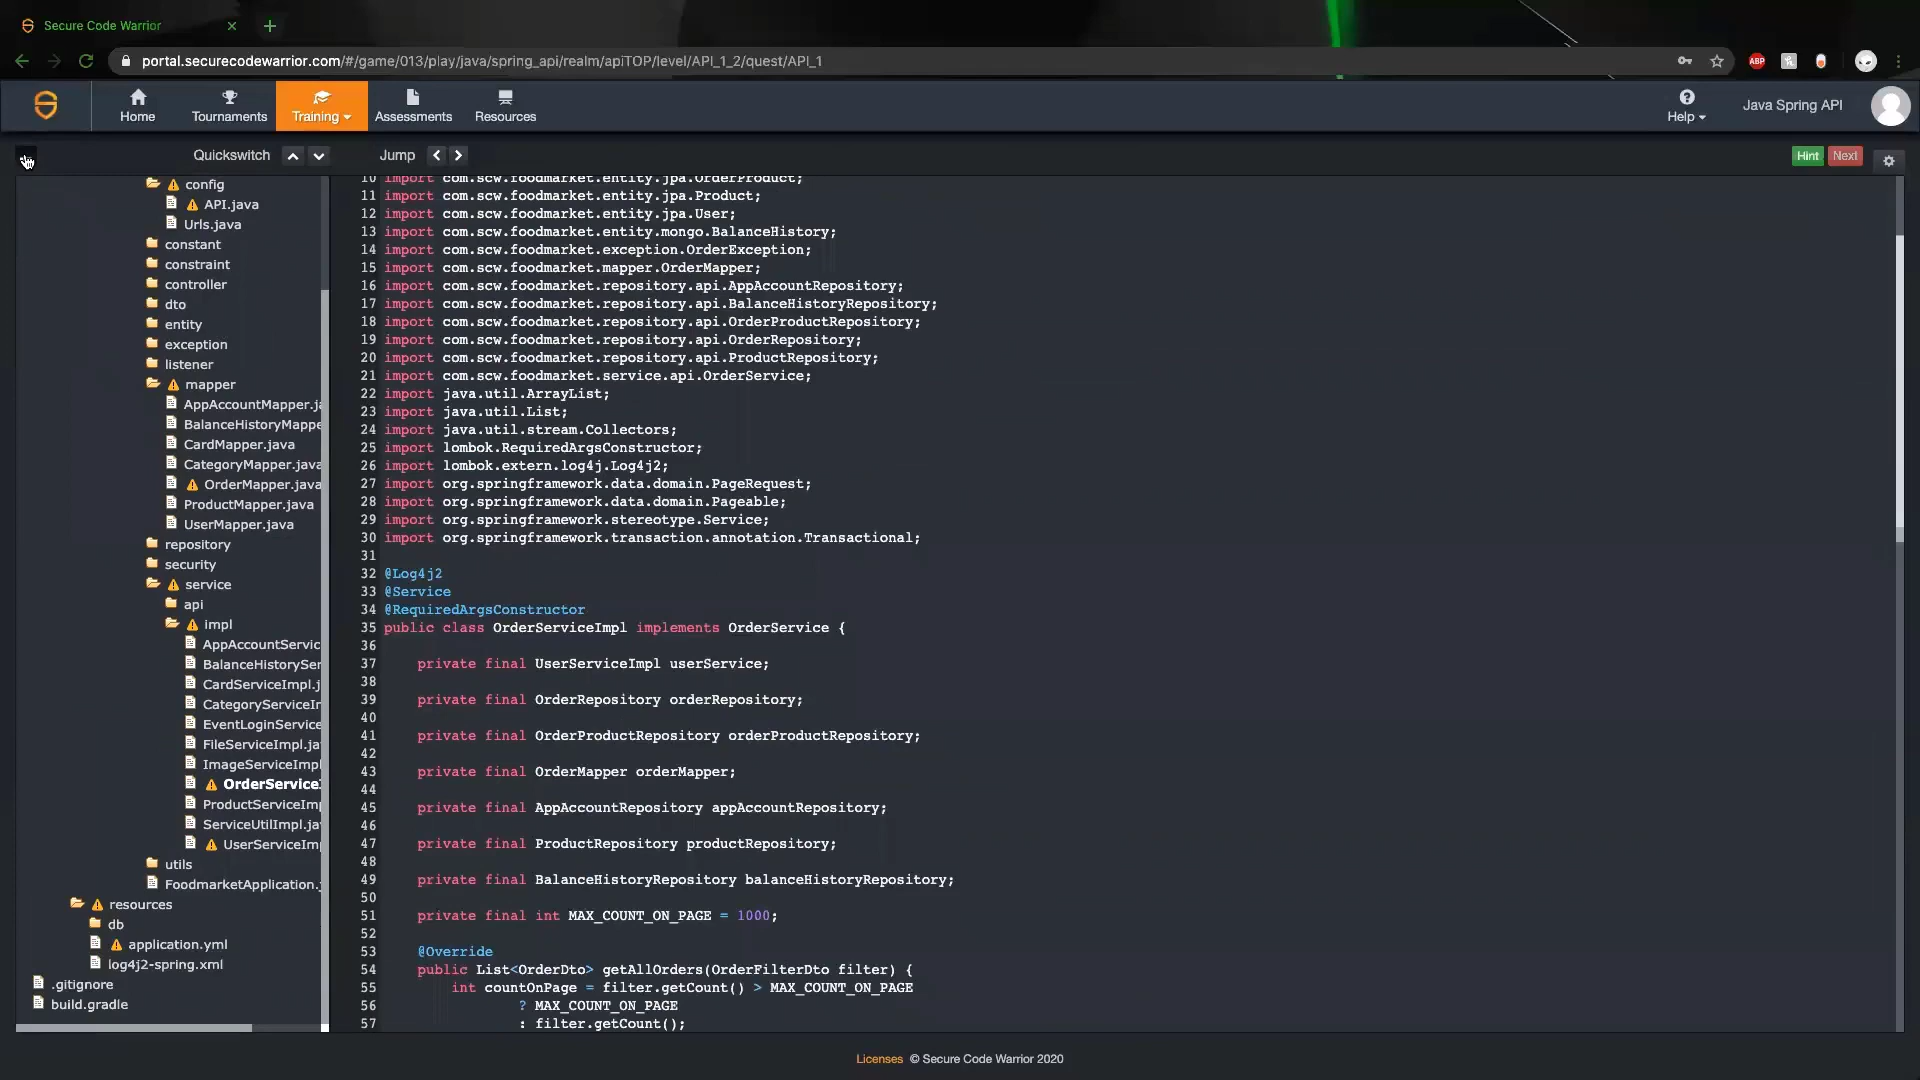 Secure Code Warrior
portal.securecodewarrior.com/#/game/013/play/java/spring_api/realm/apiTOP/level/API_1_2/quest/API_1
ABP
Home
Tournaments
Training
Assessments
Resources
Help
Java Spring API
Quickswitch
Jump
Hint
Next
config
API.java
Urls.java
constant
constraint
controller
dto
entity
exception
listener
mapper
AppAccountMapper.ja
BalanceHistoryMappe
CardMapper.java
CategoryMapper.java
OrderMapper.java
ProductMapper.java
UserMapper.java
repository
security
service
api
impl
AppAccountServic
BalanceHistorySer
CardServiceImpl.j
CategoryServiceIr
EventLoginService
FileServiceImpl.ja
ImageServiceImpl
OrderServiceI
ProductServiceImp
ServiceUtilImpl.ja
UserServiceImp
utils
FoodmarketApplication.j
resources
db
application.yml
log4j2-spring.xml
.gitignore
build.gradle
10 import com.scw.foodmarket.entity.jpa.OrderProduct;
11 import com.scw.foodmarket.entity.jpa.Product;
12 import com.scw.foodmarket.entity.jpa.User;
13 import com.scw.foodmarket.entity.mongo.BalanceHistory;
14 import com.scw.foodmarket.exception.OrderException;
15 import com.scw.foodmarket.mapper.OrderMapper;
16 import com.scw.foodmarket.repository.api.AppAccountRepository;
17 import com.scw.foodmarket.repository.api.BalanceHistoryRepository;
18 import com.scw.foodmarket.repository.api.OrderProductRepository;
19 import com.scw.foodmarket.repository.api.OrderRepository;
20 import com.scw.foodmarket.repository.api.ProductRepository;
21 import com.scw.foodmarket.service.api.OrderService;
22 import java.util.ArrayList;
23 import java.util.List;
24 import java.util.stream.Collectors;
25 import lombok.RequiredArgsConstructor;
26 import lombok.extern.log4j.Log4j2;
27 import org.springframework.data.domain.PageRequest;
28 import org.springframework.data.domain.Pageable;
29 import org.springframework.stereotype.Service;
30 import org.springframework.transaction.annotation.Transactional;
31
32 @Log4j2
33 @Service
34 @RequiredArgsConstructor
35 public class OrderServiceImpl implements OrderService {
36
37 private final UserServiceImpl userService;
38
39 private final OrderRepository orderRepository;
40
41 private final OrderProductRepository orderProductRepository;
42
43 private final OrderMapper orderMapper;
44
45 private final AppAccountRepository appAccountRepository;
46
47 private final ProductRepository productRepository;
48
49 private final BalanceHistoryRepository balanceHistoryRepository;
50
51 private final int MAX_COUNT_ON_PAGE = 1000;
52
53 @Override
54 public List<OrderDto> getAllOrders(OrderFilterDto filter) {
55 int countOnPage = filter.getCount() > MAX_COUNT_ON_PAGE
56 ? MAX_COUNT_ON_PAGE
57 : filter.getCount();
Licenses © Secure Code Warrior 2020